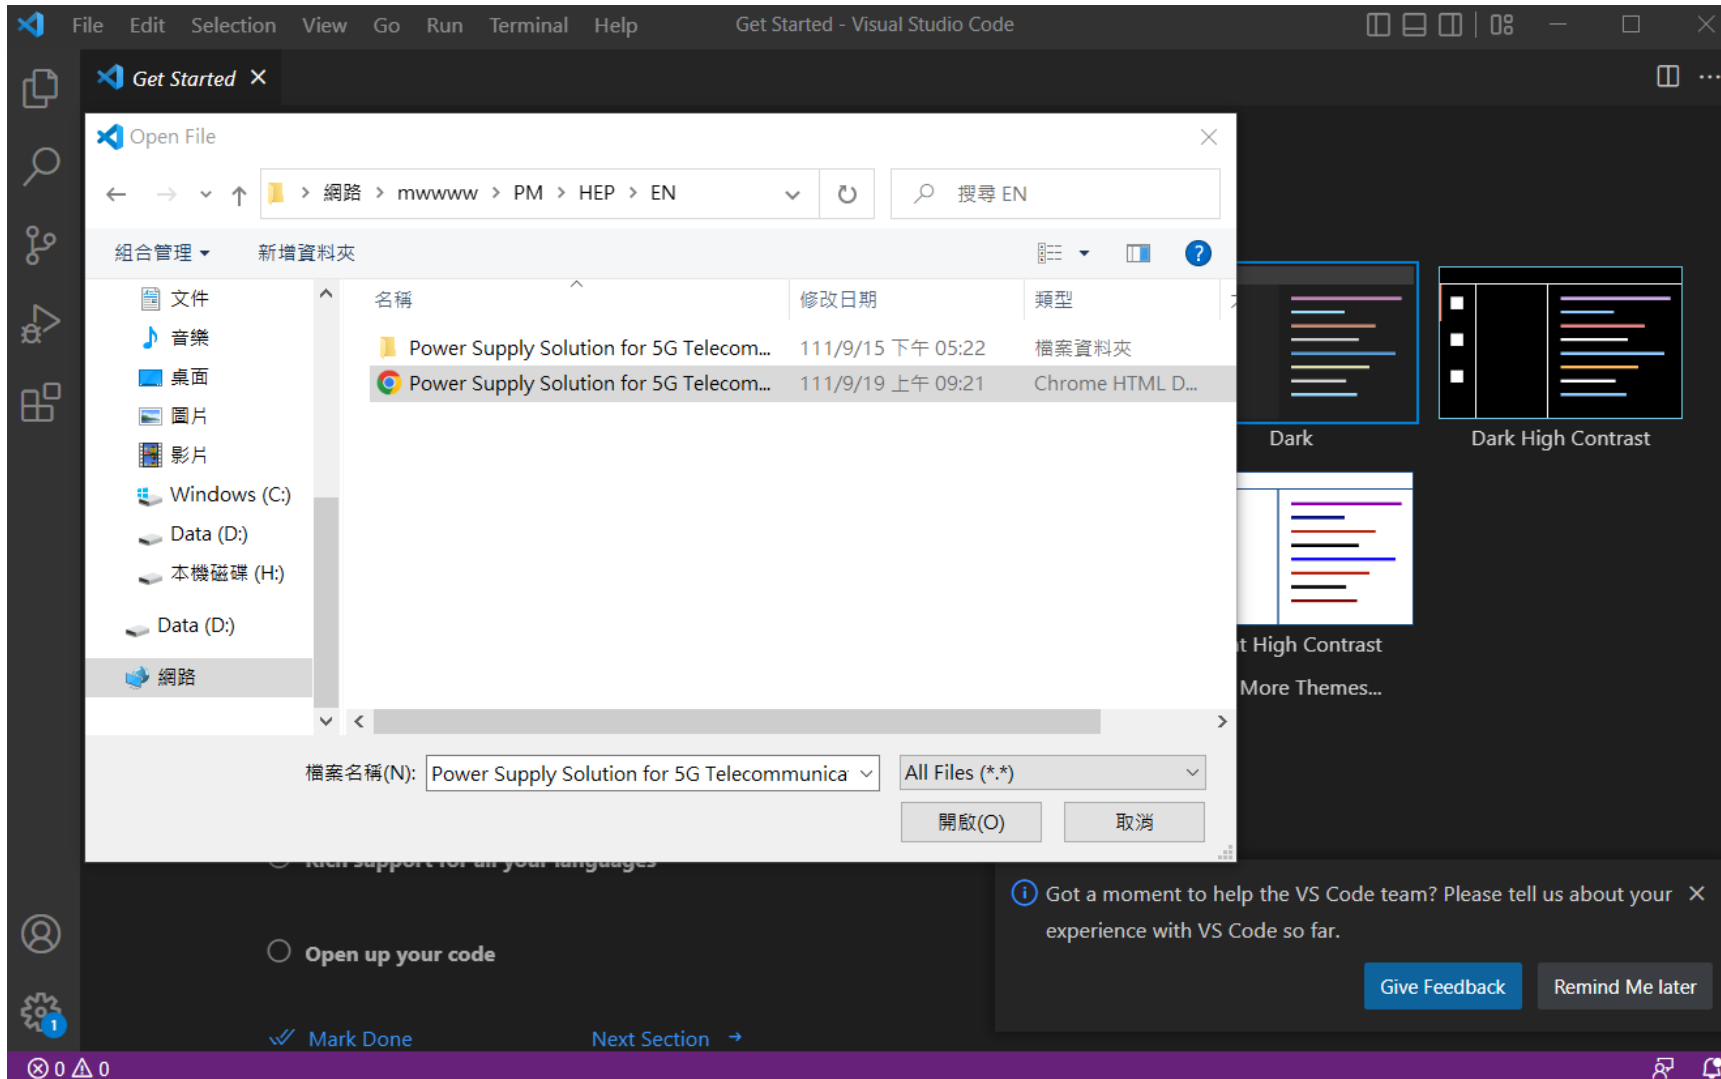 File Edit Selection View Go Run Terminal Help Get Started - Visual Studio Code
Get Started
Open File
網路 > mwwww > PM > HEP > EN
搜尋 EN
組合管理 新增資料夾
文件
音樂
桌面
圖片
影片
Windows (C:)
Data (D:)
本機磁碟 (H:)
Data (D:)
網路
名稱 修改日期 類型
Power Supply Solution for 5G Telecom... 111/9/15 下午 05:22 檔案資料夾
Power Supply Solution for 5G Telecom... 111/9/19 上午 09:21 Chrome HTML D...
檔案名稱(N): Power Supply Solution for 5G Telecommunica All Files (*.*)
開啟(O) 取消
Dark Dark High Contrast
High Contrast
More Themes...
Rich support for all your languages
Open up your code
Mark Done Next Section
Got a moment to help the VS Code team? Please tell us about your
experience with VS Code so far.
Give Feedback Remind Me later
1
0 0